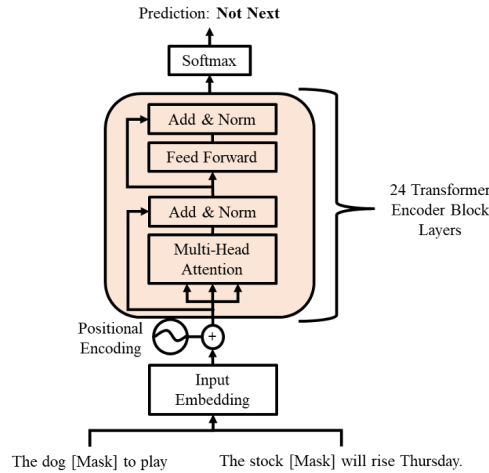 Prediction: Not Next
Softmax
Add & Norm
Feed Forward
Add & Norm
Multi-Head
Attention
24 Transformer
Encoder Block
Layers
Positional
Encoding
+
Input
Embedding
The dog [Mask] to play
The stock [Mask] will rise Thursday.